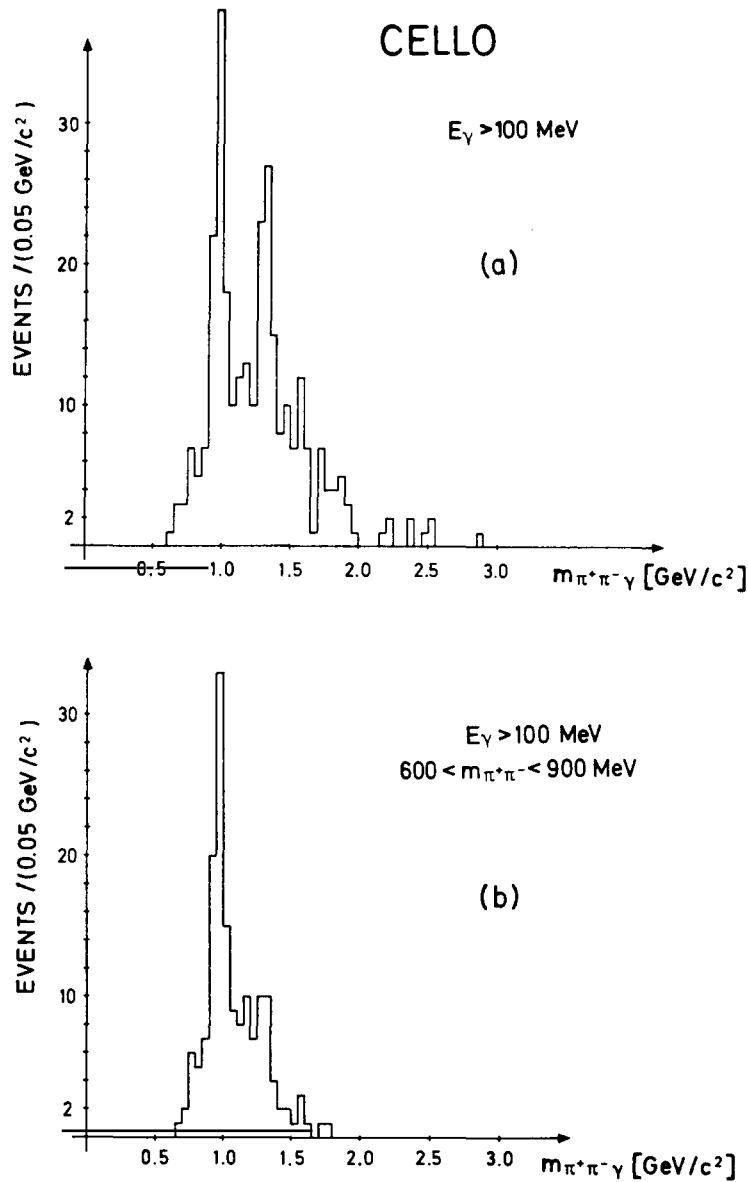 CELLO
EVENTS /(0.05 GeV/c²)
30
20
10
2
E_γ >100 MeV
(a)
0.5 1.0 1.5 2.0 2.5 3.0
m_π⁺π⁻γ [GeV/c²]
EVENTS /(0.05 GeV/c²)
30
20
10
2
E_γ >100 MeV
600 < m_π⁺π⁻ < 900 MeV
(b)
0.5 1.0 1.5 2.0 2.5 3.0
m_π⁺π⁻γ [GeV/c²]